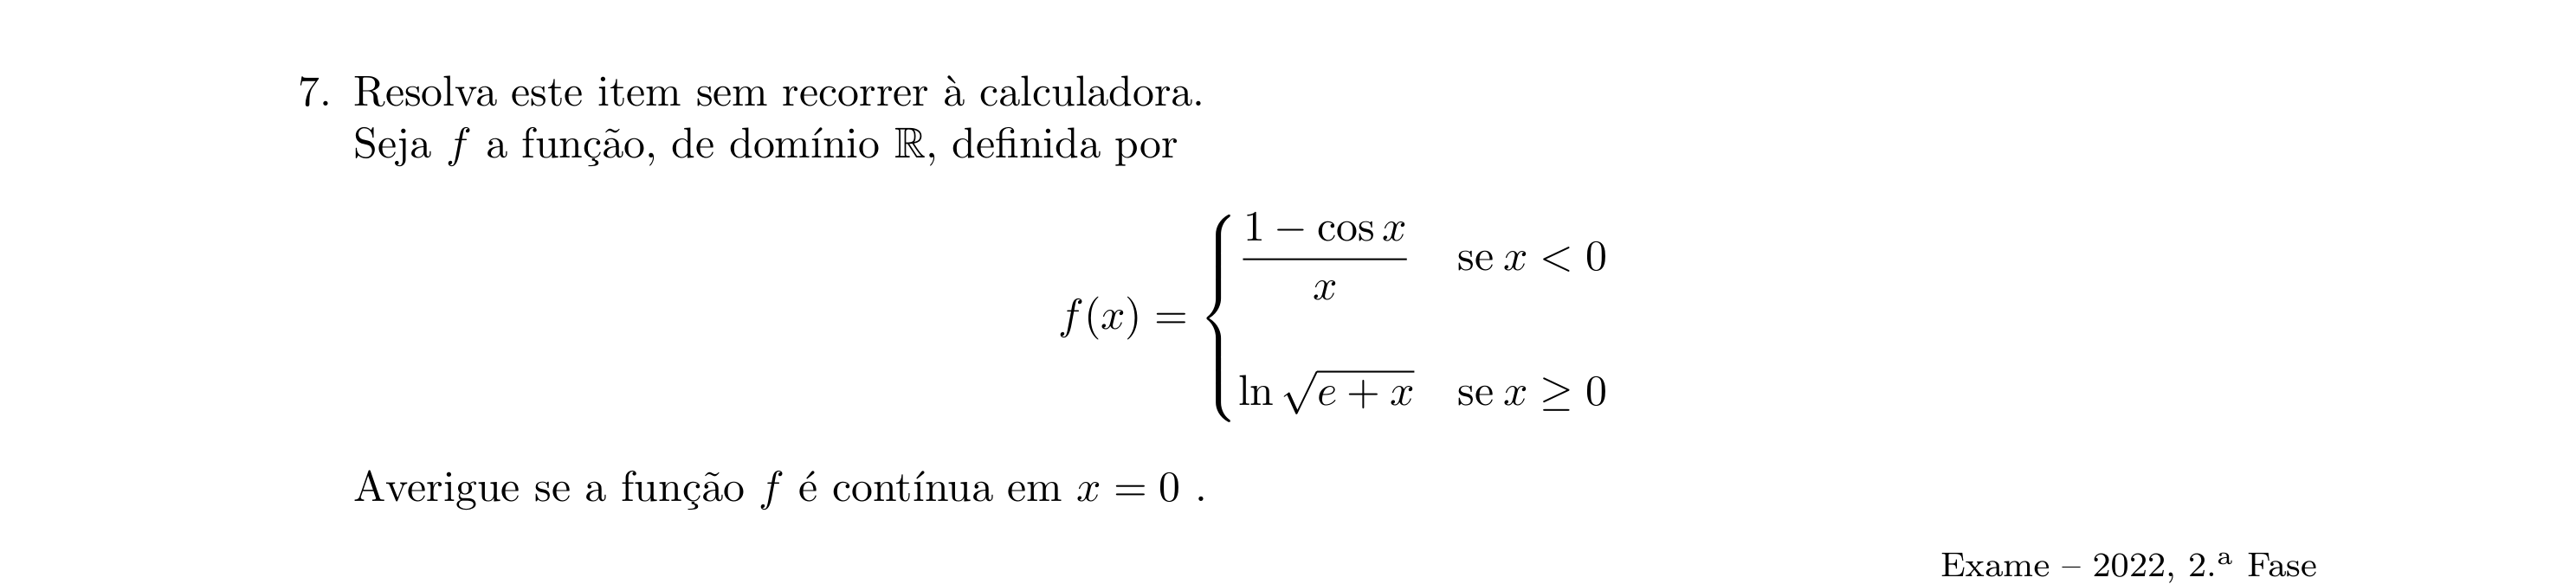 7. Resolva este item sem recorrer à calculadora.
Seja f a função, de domínio ℝ, definida por
f(x) = { (1 − cos x)/x se x < 0
ln √(e + x) se x ≥ 0
Averigue se a função f é contínua em x = 0 .
Exame – 2022, 2.ª Fase